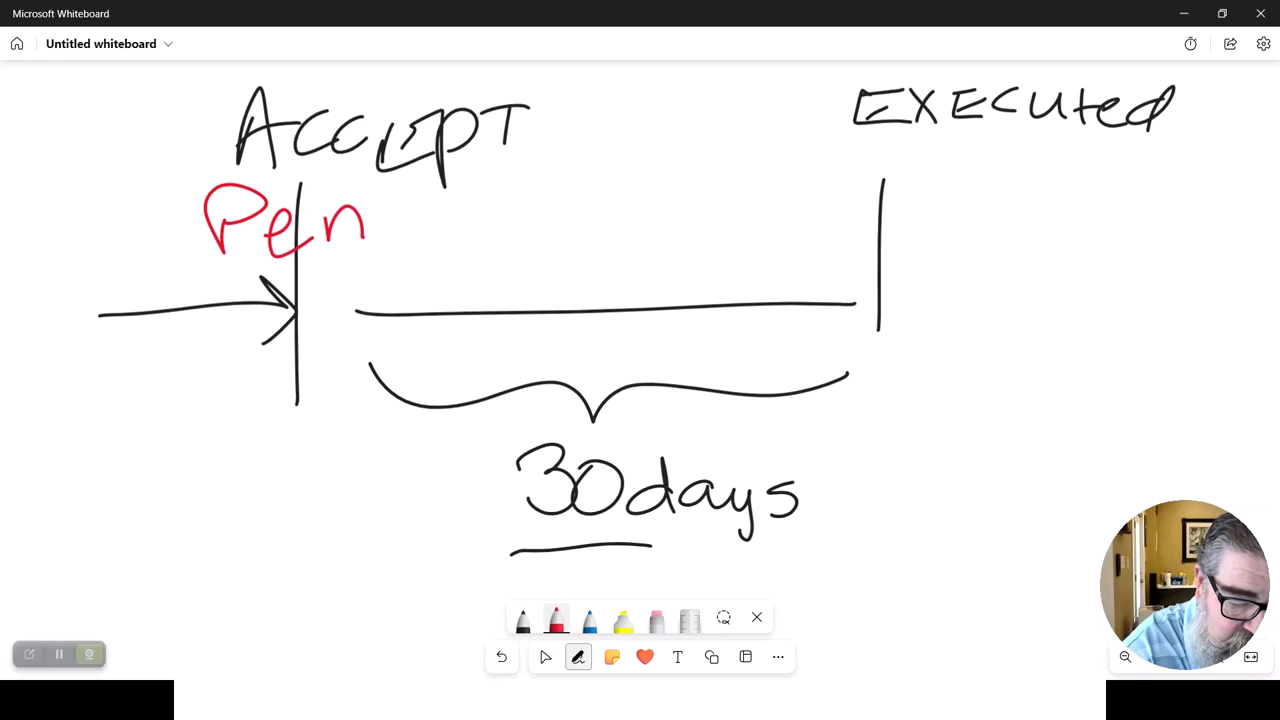 Microsoft Whiteboard
Untitled whiteboard
ACCEPT
EXECuted
Pen
30days